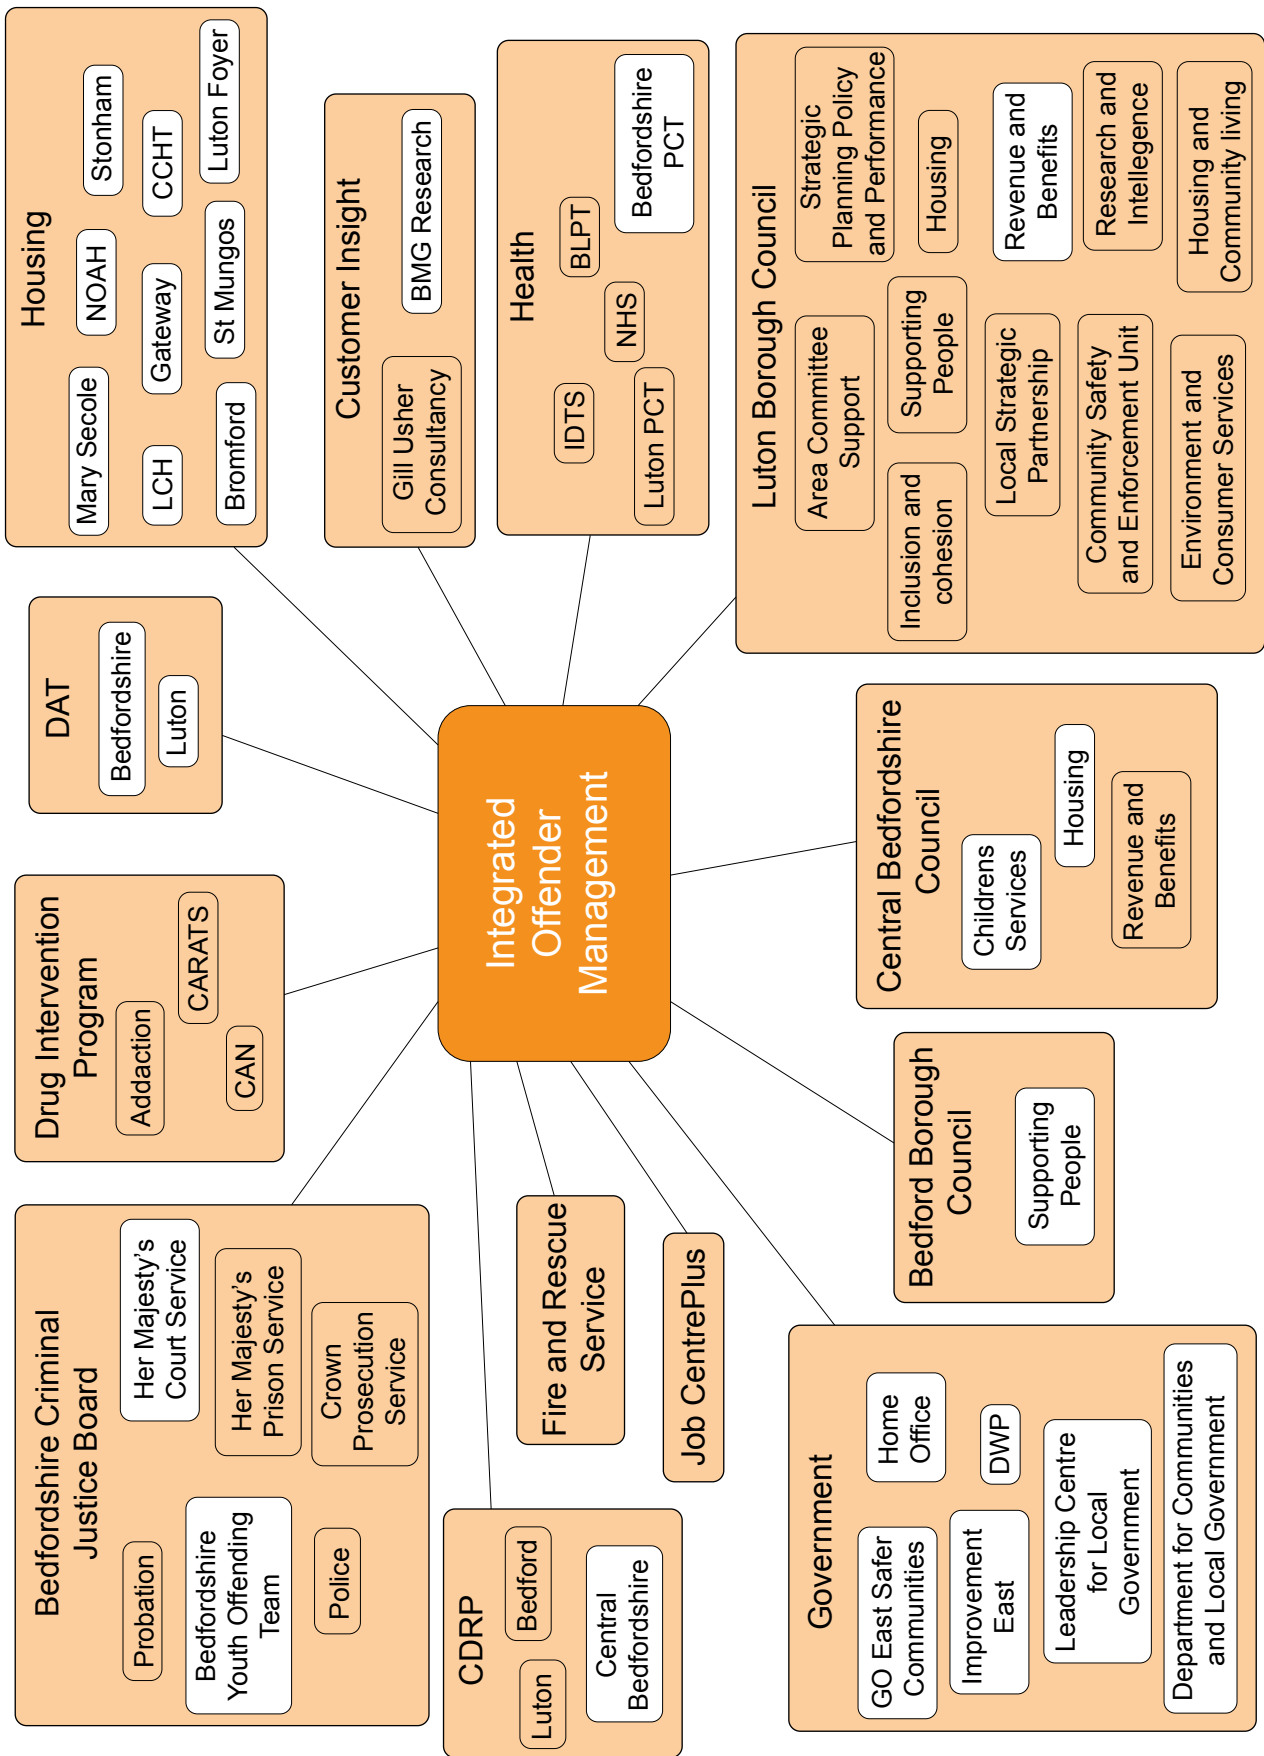 Bedfordshire Criminal
Justice Board
Probation
Her Majesty's
Court Service
Bedfordshire
Youth Offending
Team
Her Majesty's
Prison Service
Police
Crown
Prosecution
Service
Drug Intervention
Program
Addaction
CARATS
CAN
DAT
Bedfordshire
Luton
Housing
Mary Secole
NOAH
Stonham
LCH
Gateway
CCHT
Bromford
St Mungos
Luton Foyer
Customer Insight
Gill Usher
Consultancy
BMG Research
Health
IDTS
BLPT
NHS
Luton PCT
Bedfordshire
PCT
Integrated
Offender
Management
CDRP
Luton
Bedford
Central
Bedfordshire
Fire and Rescue
Service
Job CentrePlus
Government
GO East Safer
Communities
Home
Office
Improvement
East
DWP
Leadership Centre
for Local
Government
Department for Communities
and Local Government
Bedford Borough
Council
Supporting
People
Central Bedfordshire
Council
Childrens
Services
Housing
Revenue and
Benefits
Luton Borough Council
Area Committee
Support
Strategic
Planning Policy
and Performance
Inclusion and
cohesion
Supporting
People
Housing
Local Strategic
Partnership
Revenue and
Benefits
Community Safety
and Enforcement Unit
Research and
Intellegence
Environment and
Consumer Services
Housing and
Community living